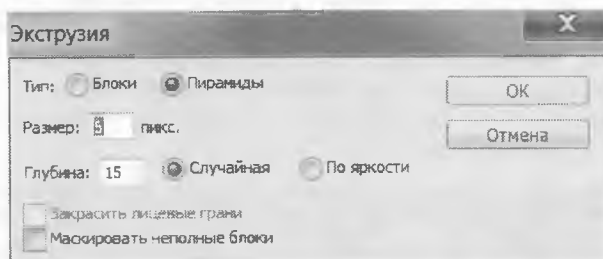 Экструзия
Тип: Блоки Пирамиды
OK
Размер: 5 пикс.
Отмена
Глубина: 15 Случайная По яркости
Закрасить лицевые грани
Маскировать неполные блоки